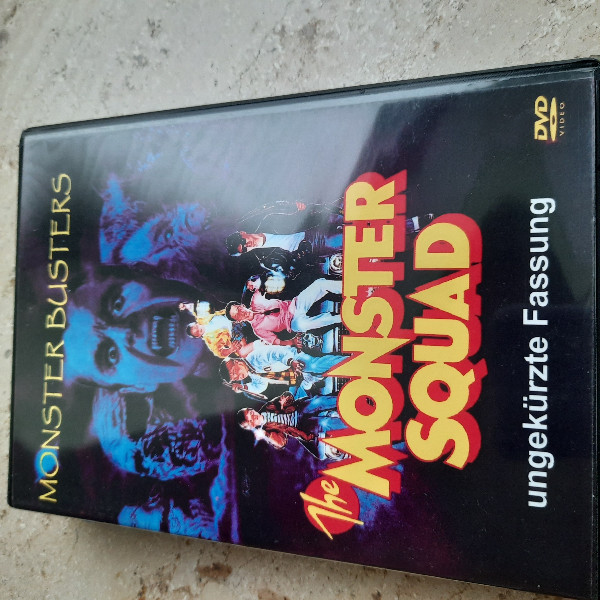 MONSTER BUSTERS
The
MONSTER
SQUAD
ungekürzte Fassung
DVD
VIDEO